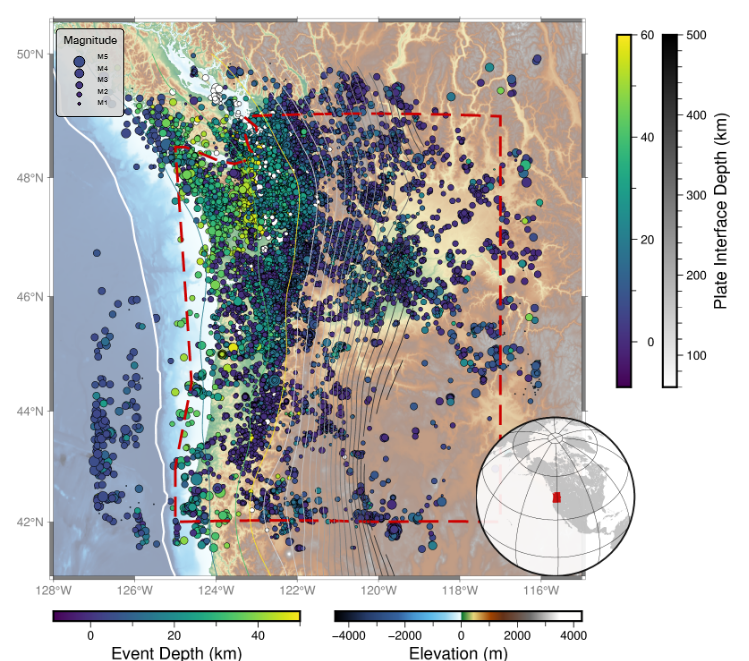 Magnitude
M5
M4
M3
M2
M1
50°N
48°N
46°N
44°N
42°N
128°W
126°W
124°W
122°W
120°W
118°W
116°W
60
40
20
0
500
400
300
200
100
Plate Interface Depth (km)
0
20
40
Event Depth (km)
−4000
−2000
0
2000
4000
Elevation (m)